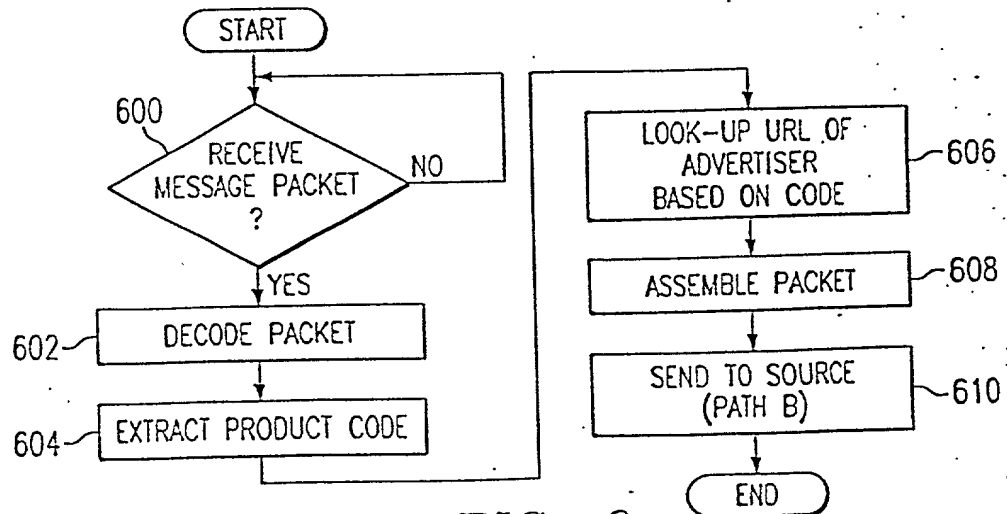 START
600
RECEIVE
MESSAGE PACKET
?
NO
YES
602
DECODE PACKET
604
EXTRACT PRODUCT CODE
LOOK-UP URL OF
ADVERTISER
BASED ON CODE
606
ASSEMBLE PACKET
608
SEND TO SOURCE
(PATH B)
610
END